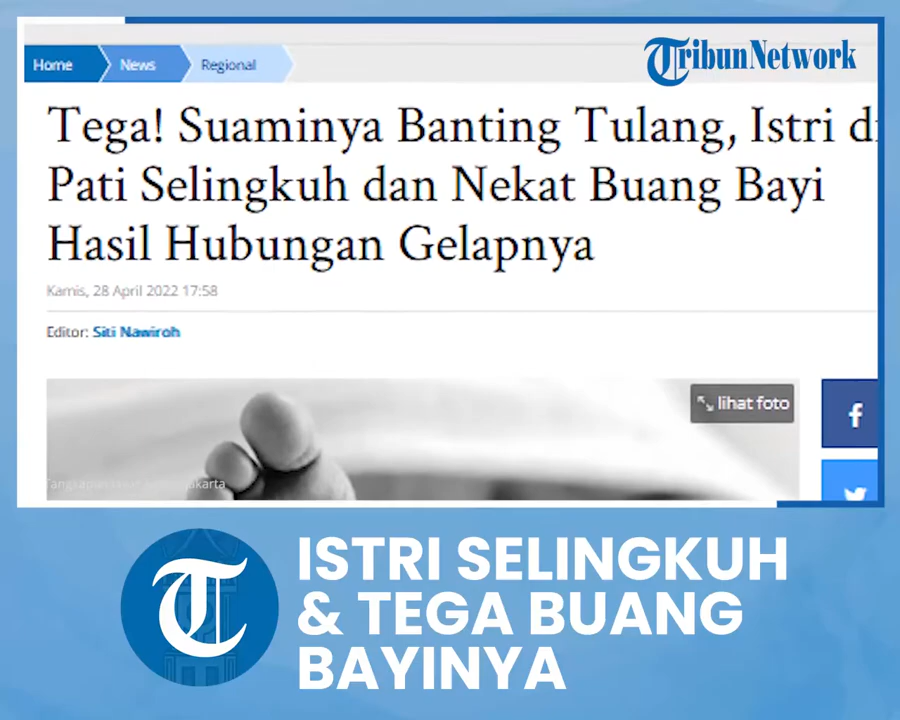 Home News Regional
TribunNetwork
Tega! Suaminya Banting Tulang, Istri di
Pati Selingkuh dan Nekat Buang Bayi
Hasil Hubungan Gelapnya
Kamis, 28 April 2022 17:58
Editor: Siti Nawiroh
lihat foto
f
T
ISTRI SELINGKUH
& TEGA BUANG
BAYINYA